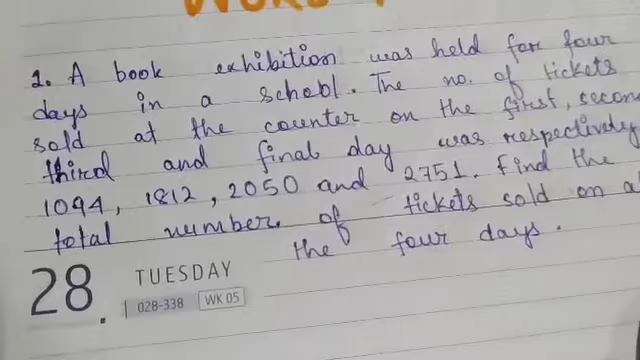 1. A book exhibition was held for four
days in a school. The no. of tickets
sold at the counter on the first, second
third and final day was respectively
1094, 1812, 2050 and 2751. Find the
total number of tickets sold on
the four days.
28.
TUESDAY
028-338 WK 05